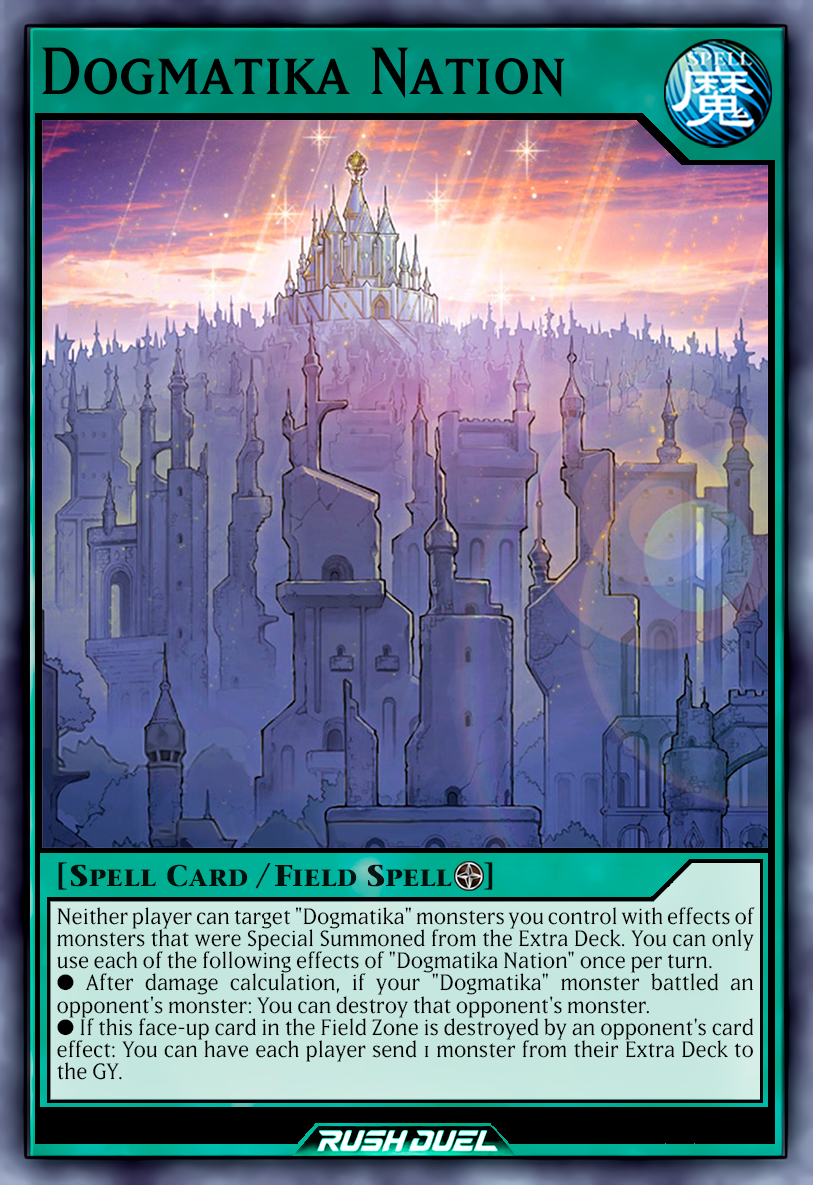 Dogmatika Nation
SPELL
魔
[Spell Card / Field Spell]
Neither player can target "Dogmatika" monsters you control with effects of
monsters that were Special Summoned from the Extra Deck. You can only
use each of the following effects of "Dogmatika Nation" once per turn.
● After damage calculation, if your "Dogmatika" monster battled an
opponent's monster: You can destroy that opponent's monster.
● If this face-up card in the Field Zone is destroyed by an opponent's card
effect: You can have each player send 1 monster from their Extra Deck to
the GY.
RUSH DUEL